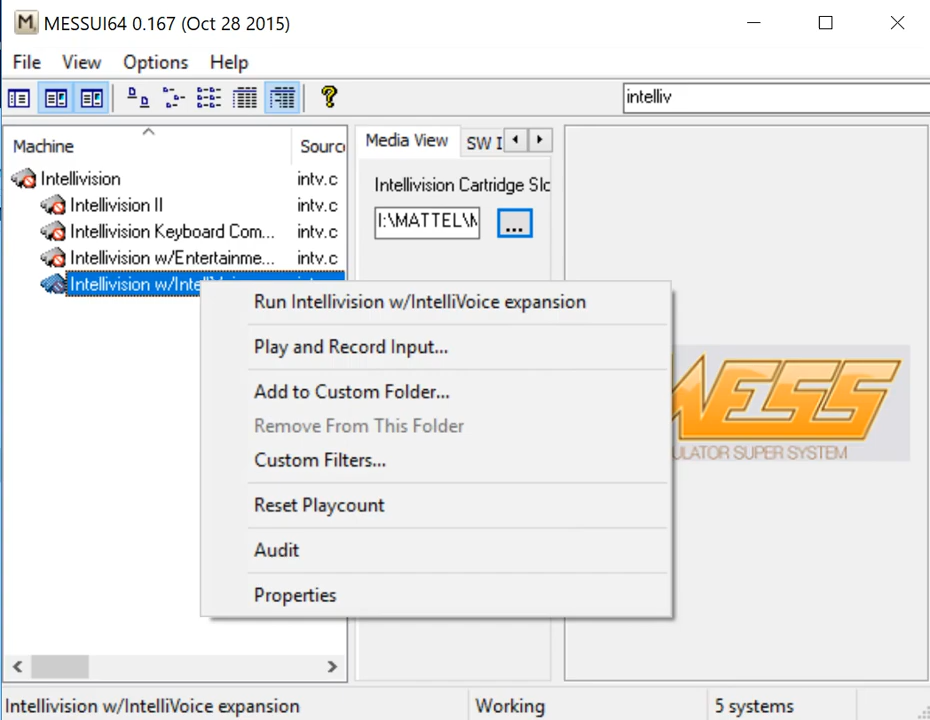 MESSUI64 0.167 (Oct 28 2015)
File View Options Help
intelliv
Machine Sourc
Media View SW I
Intellivision intv.c
Intellivision II intv.c
Intellivision Keyboard Com... intv.c
Intellivision w/Entertainme... intv.c
Intellivision w/Intel
Intellivision Cartridge Slo
I:\MATTEL\M
...
Run Intellivision w/IntelliVoice expansion
Play and Record Input...
Add to Custom Folder...
Remove From This Folder
Custom Filters...
Reset Playcount
Audit
Properties
MESS
ULATOR SUPER SYSTEM
Intellivision w/IntelliVoice expansion Working 5 systems